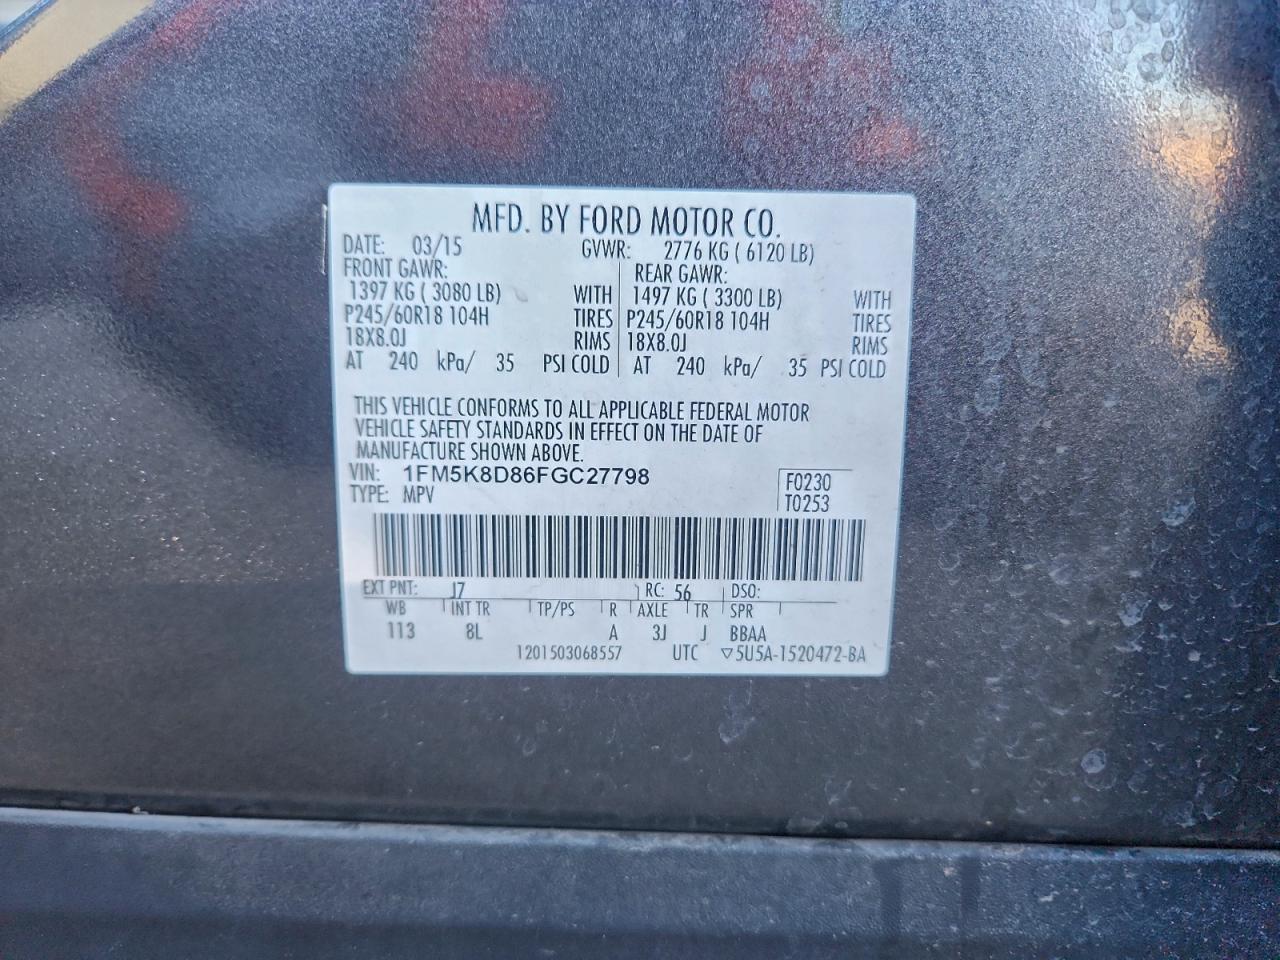 MFD. BY FORD MOTOR CO.
DATE: 03/15 GVWR: 2776 KG ( 6120 LB)
FRONT GAWR: REAR GAWR:
1397 KG ( 3080 LB) WITH 1497 KG ( 3300 LB) WITH
P245/60R18 104H TIRES P245/60R18 104H TIRES
18X8.0J RIMS 18X8.0J RIMS
AT 240 kPa/ 35 PSI COLD AT 240 kPa/ 35 PSI COLD
THIS VEHICLE CONFORMS TO ALL APPLICABLE FEDERAL MOTOR
VEHICLE SAFETY STANDARDS IN EFFECT ON THE DATE OF
MANUFACTURE SHOWN ABOVE.
VIN: 1FM5K8D86FGC27798 F0230
TYPE: MPV T0253
EXT PNT: J7 RC: 56 DSO:
WB INT TR TP/PS R AXLE TR SPR
113 8L A 3J J BBAA
1201503068557 UTC ▽5U5A-1520472-BA